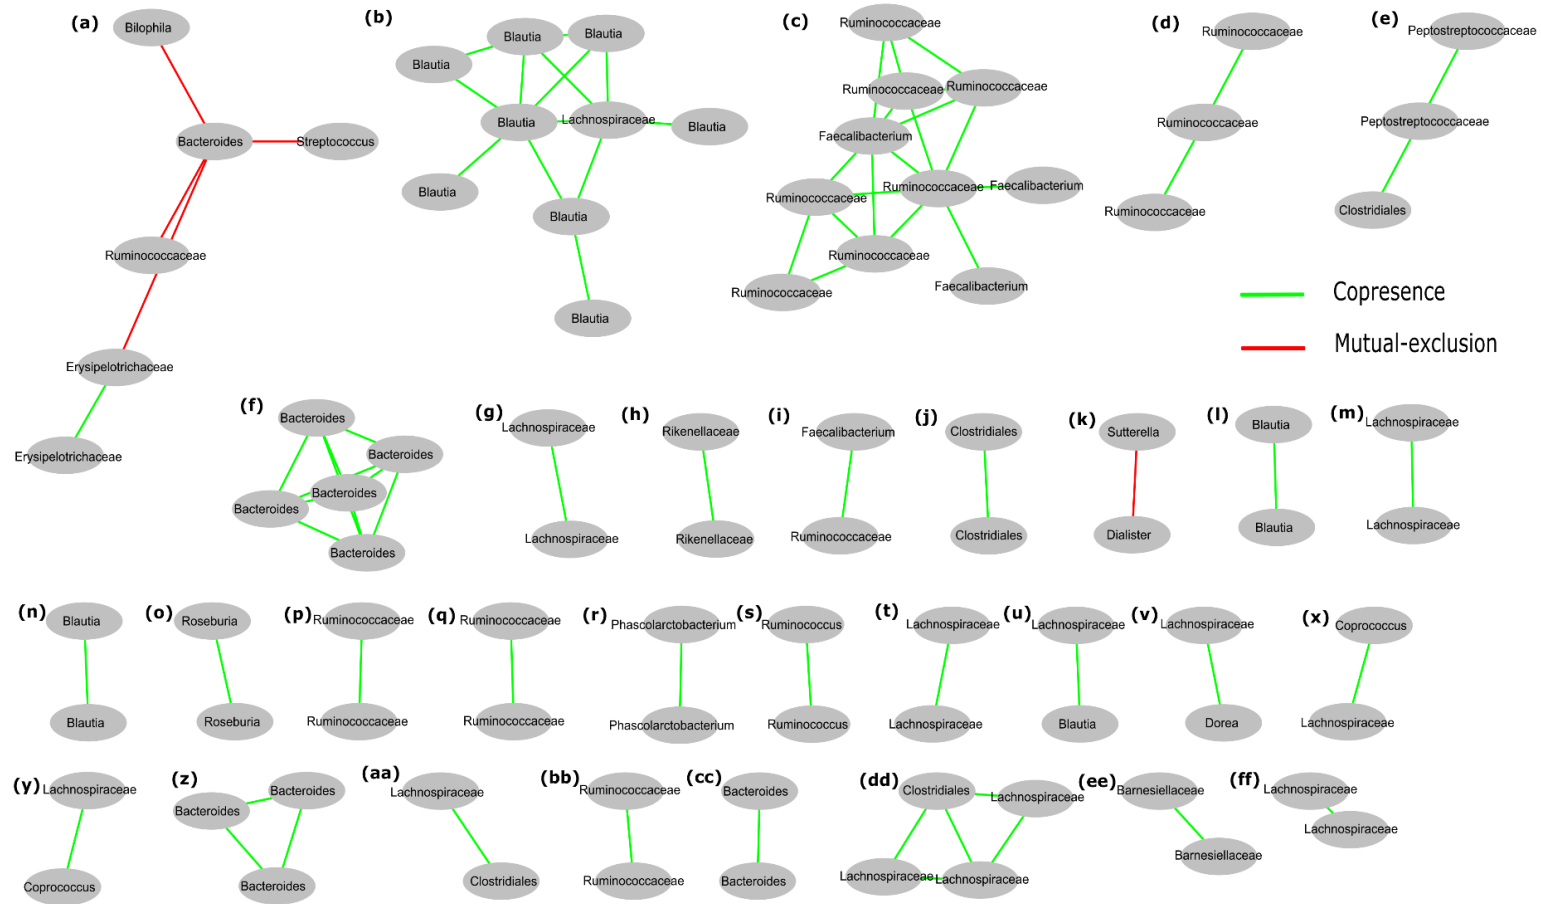 (a)
Bilophila
Bacteroides
Streptococcus
Ruminococcaceae
Erysipelotrichaceae
Erysipelotrichaceae
(b)
Blautia
Blautia
Blautia
Blautia
Lachnospiraceae
Blautia
Blautia
Blautia
Blautia
(c)
Ruminococcaceae
Ruminococcaceae
Ruminococcaceae
Faecalibacterium
Ruminococcaceae
Ruminococcaceae
Faecalibacterium
Ruminococcaceae
Ruminococcaceae
Faecalibacterium
(d)
Ruminococcaceae
Ruminococcaceae
Ruminococcaceae
(e)
Peptostreptococcaceae
Peptostreptococcaceae
Clostridiales
Copresence
Mutual-exclusion
(f)
Bacteroides
Bacteroides
Bacteroides
Bacteroides
Bacteroides
(g)
Lachnospiraceae
Lachnospiraceae
(h)
Rikenellaceae
Rikenellaceae
(i)
Faecalibacterium
Ruminococcaceae
(j)
Clostridiales
Clostridiales
(k)
Sutterella
Dialister
(l)
Blautia
Blautia
(m)
Lachnospiraceae
Lachnospiraceae
(n)
Blautia
Blautia
(o)
Roseburia
Roseburia
(p)
Ruminococcaceae
Ruminococcaceae
(q)
Ruminococcaceae
Ruminococcaceae
(r)
Phascolarctobacterium
Phascolarctobacterium
(s)
Ruminococcus
Ruminococcus
(t)
Lachnospiraceae
Lachnospiraceae
(u)
Lachnospiraceae
Blautia
(v)
Lachnospiraceae
Dorea
(x)
Coprococcus
Lachnospiraceae
(y)
Lachnospiraceae
Coprococcus
(z)
Bacteroides
Bacteroides
Bacteroides
(aa)
Lachnospiraceae
Clostridiales
(bb)
Ruminococcaceae
Ruminococcaceae
(cc)
Bacteroides
Bacteroides
(dd)
Clostridiales
Lachnospiraceae
Lachnospiraceae
Lachnospiraceae
(ee)
Barnesiellaceae
Barnesiellaceae
(ff)
Lachnospiraceae
Lachnospiraceae